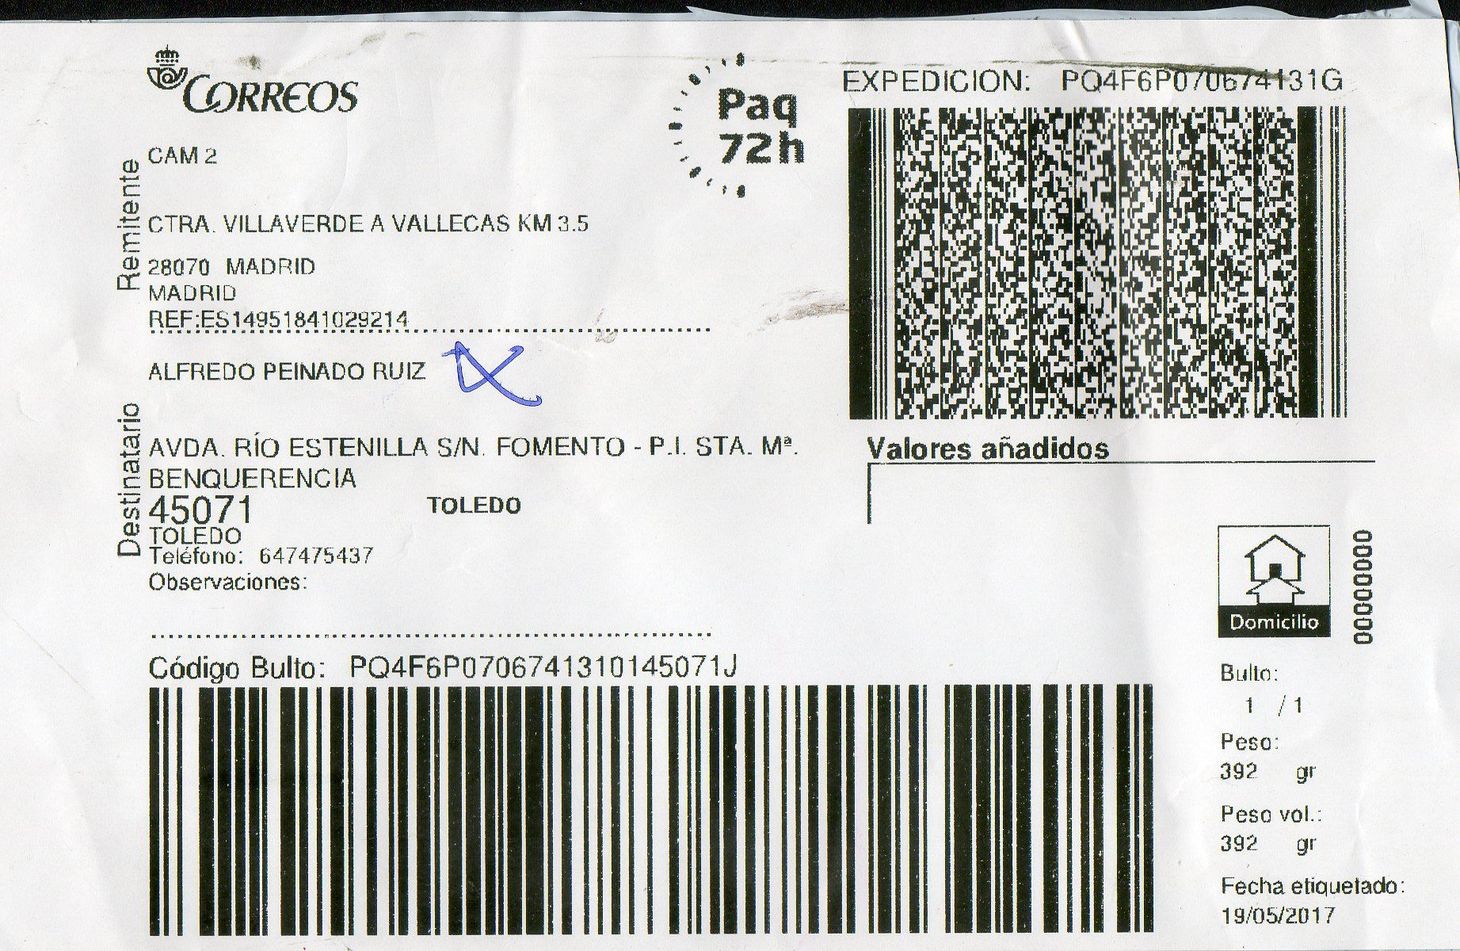 CORREOS
Paq
72h
EXPEDICION: PQ4F6P0706741310
Remitente
CAM 2
CTRA. VILLAVERDE A VALLECAS KM 3.5
28070 MADRID
MADRID
REF:ES14951841029214
Destinatario
ALFREDO PEINADO RUIZ
AVDA. RÍO ESTENILLA S/N. FOMENTO - P.I. STA. Mª.
BENQUERENCIA
45071 TOLEDO
TOLEDO
Teléfono: 647475437
Observaciones:
Valores añadidos
Domicilio
00000000
Código Bulto: PQ4F6P0706741310145071J
Bulto:
1 / 1
Peso:
392 gr
Peso vol.:
392 gr
Fecha etiquetado:
19/05/2017